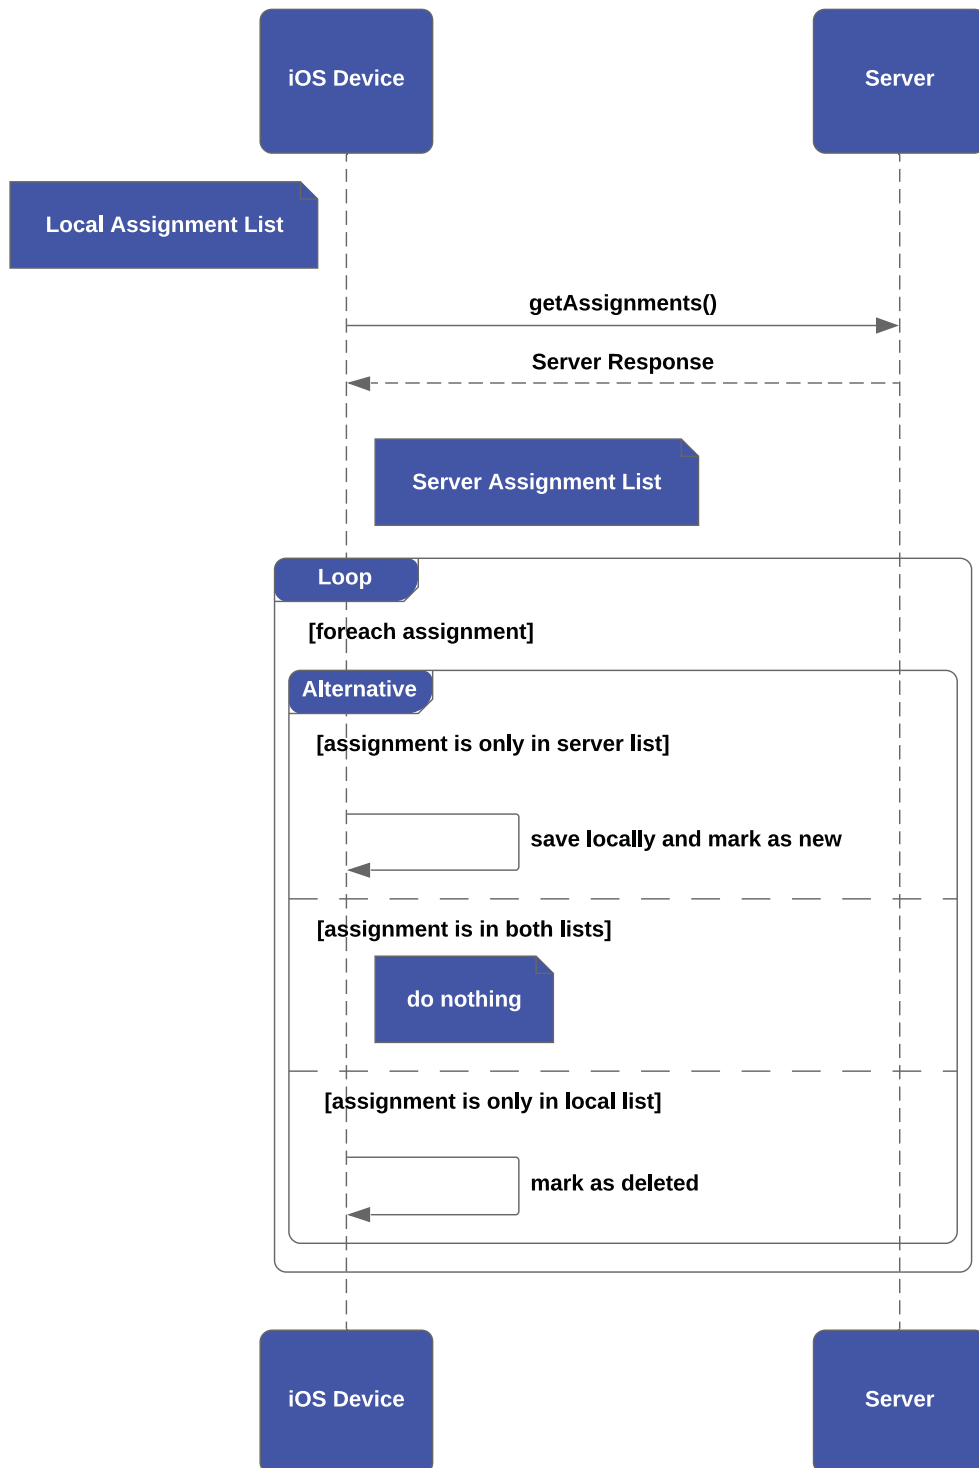 iOS Device
Server
Local Assignment List
getAssignments()
Server Response
Server Assignment List
Loop
[foreach assignment]
Alternative
[assignment is only in server list]
save locally and mark as new
[assignment is in both lists]
do nothing
[assignment is only in local list]
mark as deleted
iOS Device
Server